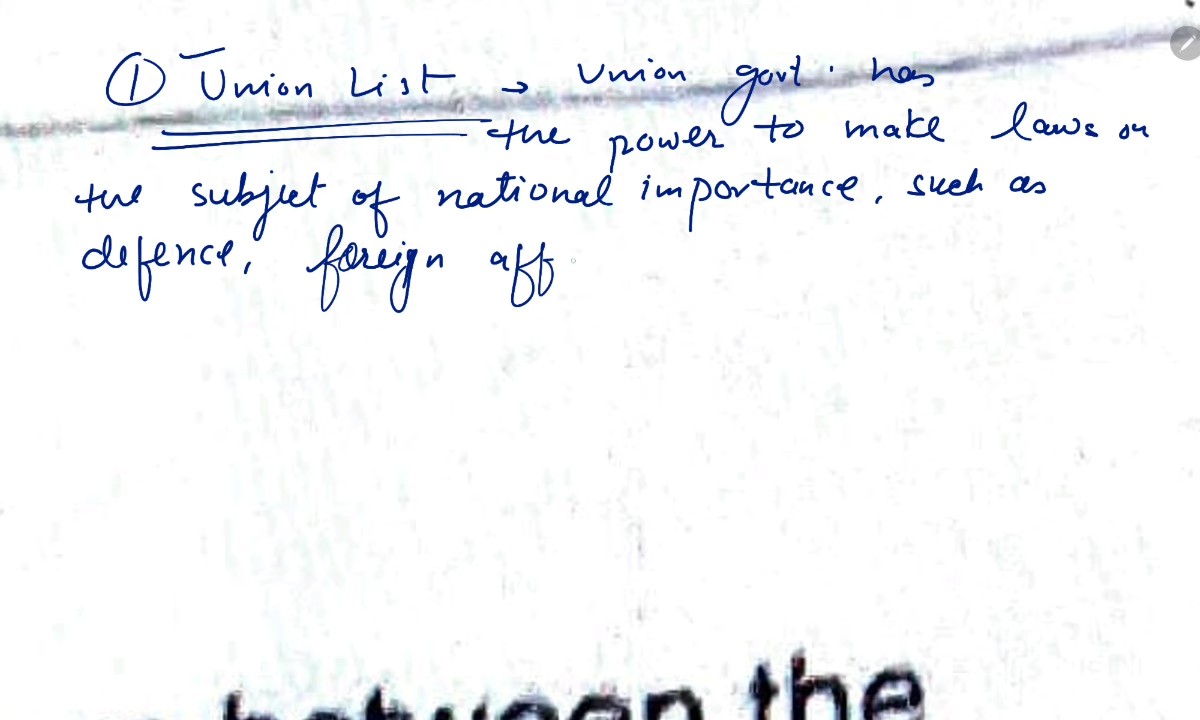 ① Union List → Union govt. has
the power to make laws on
the subject of national importance, such as
defence, foreign aff
between the